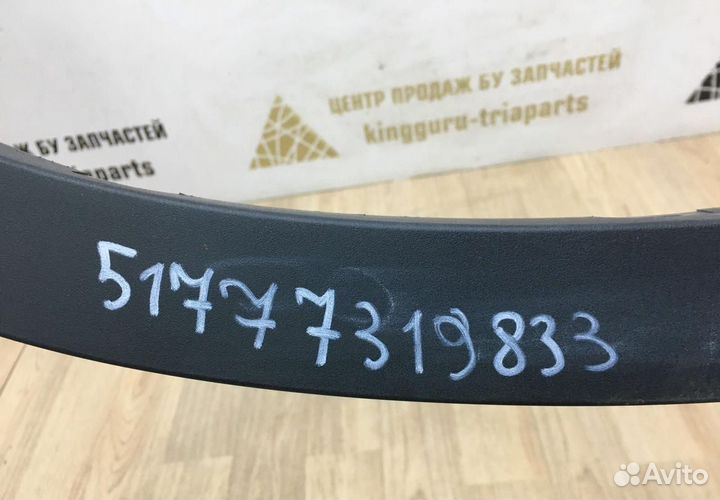 ЦЕНТР ПРОДАЖ БУ ЗАПЧАСТЕЙ
kingguru-triaparts
БУ ЗАПЧАСТЕЙ
51777319833
Avito